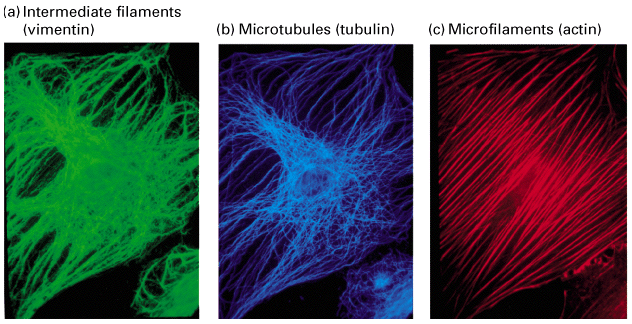 (a) Intermediate filaments
(vimentin)
(b) Microtubules (tubulin)
(c) Microfilaments (actin)